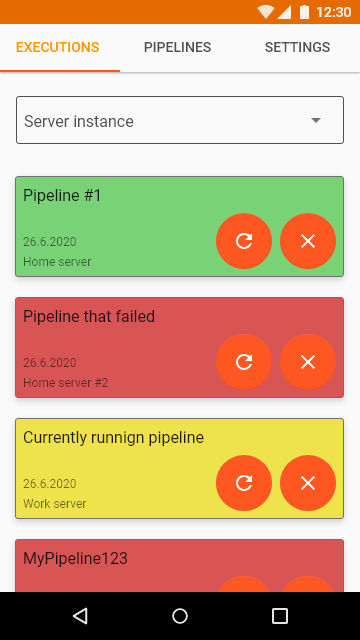 12:30
EXECUTIONS PIPELINES SETTINGS
Server instance
Pipeline #1
26.6.2020
Home server
Pipeline that failed
26.6.2020
Home server #2
Currently runnign pipeline
26.6.2020
Work server
MyPipeline123